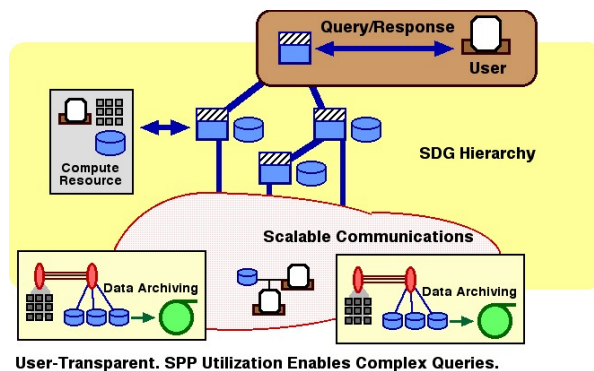 Query/Response
User
Compute
Resource
SDG Hierarchy
Scalable Communications
Data Archiving
Data Archiving
User-Transparent. SPP Utilization Enables Complex Queries.